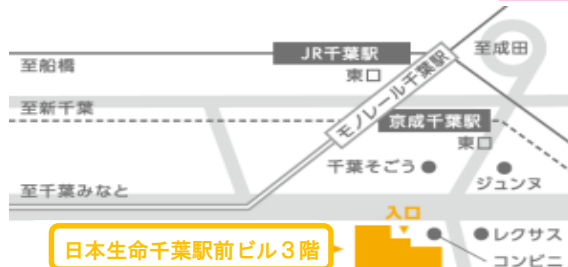 JR千葉駅
至成田
至船橋
東口
モノレール千葉駅
至新千葉
京成千葉駅
東口
千葉そごう
ジュンヌ
至千葉みなと
入口
レクサス
日本生命千葉駅前ビル3階
コンビニ